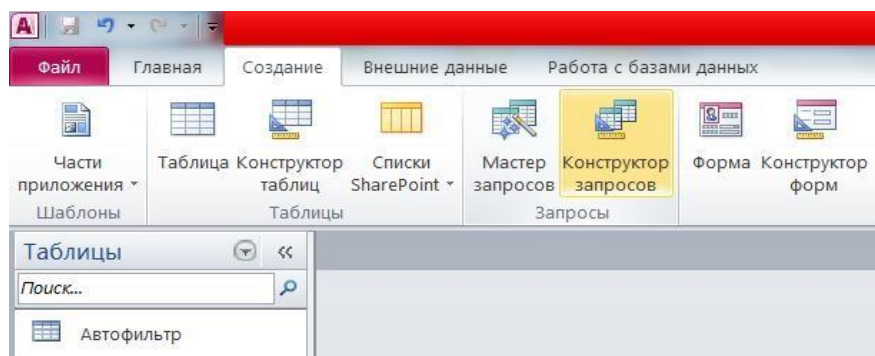 A
Файл Главная Создание Внешние данные Работа с базами данных
Части приложения Таблица Конструктор таблиц Списки SharePoint Мастер запросов Конструктор запросов Форма Конструктор форм
Шаблоны Таблицы Запросы
Таблицы
Поиск...
Автофильтр